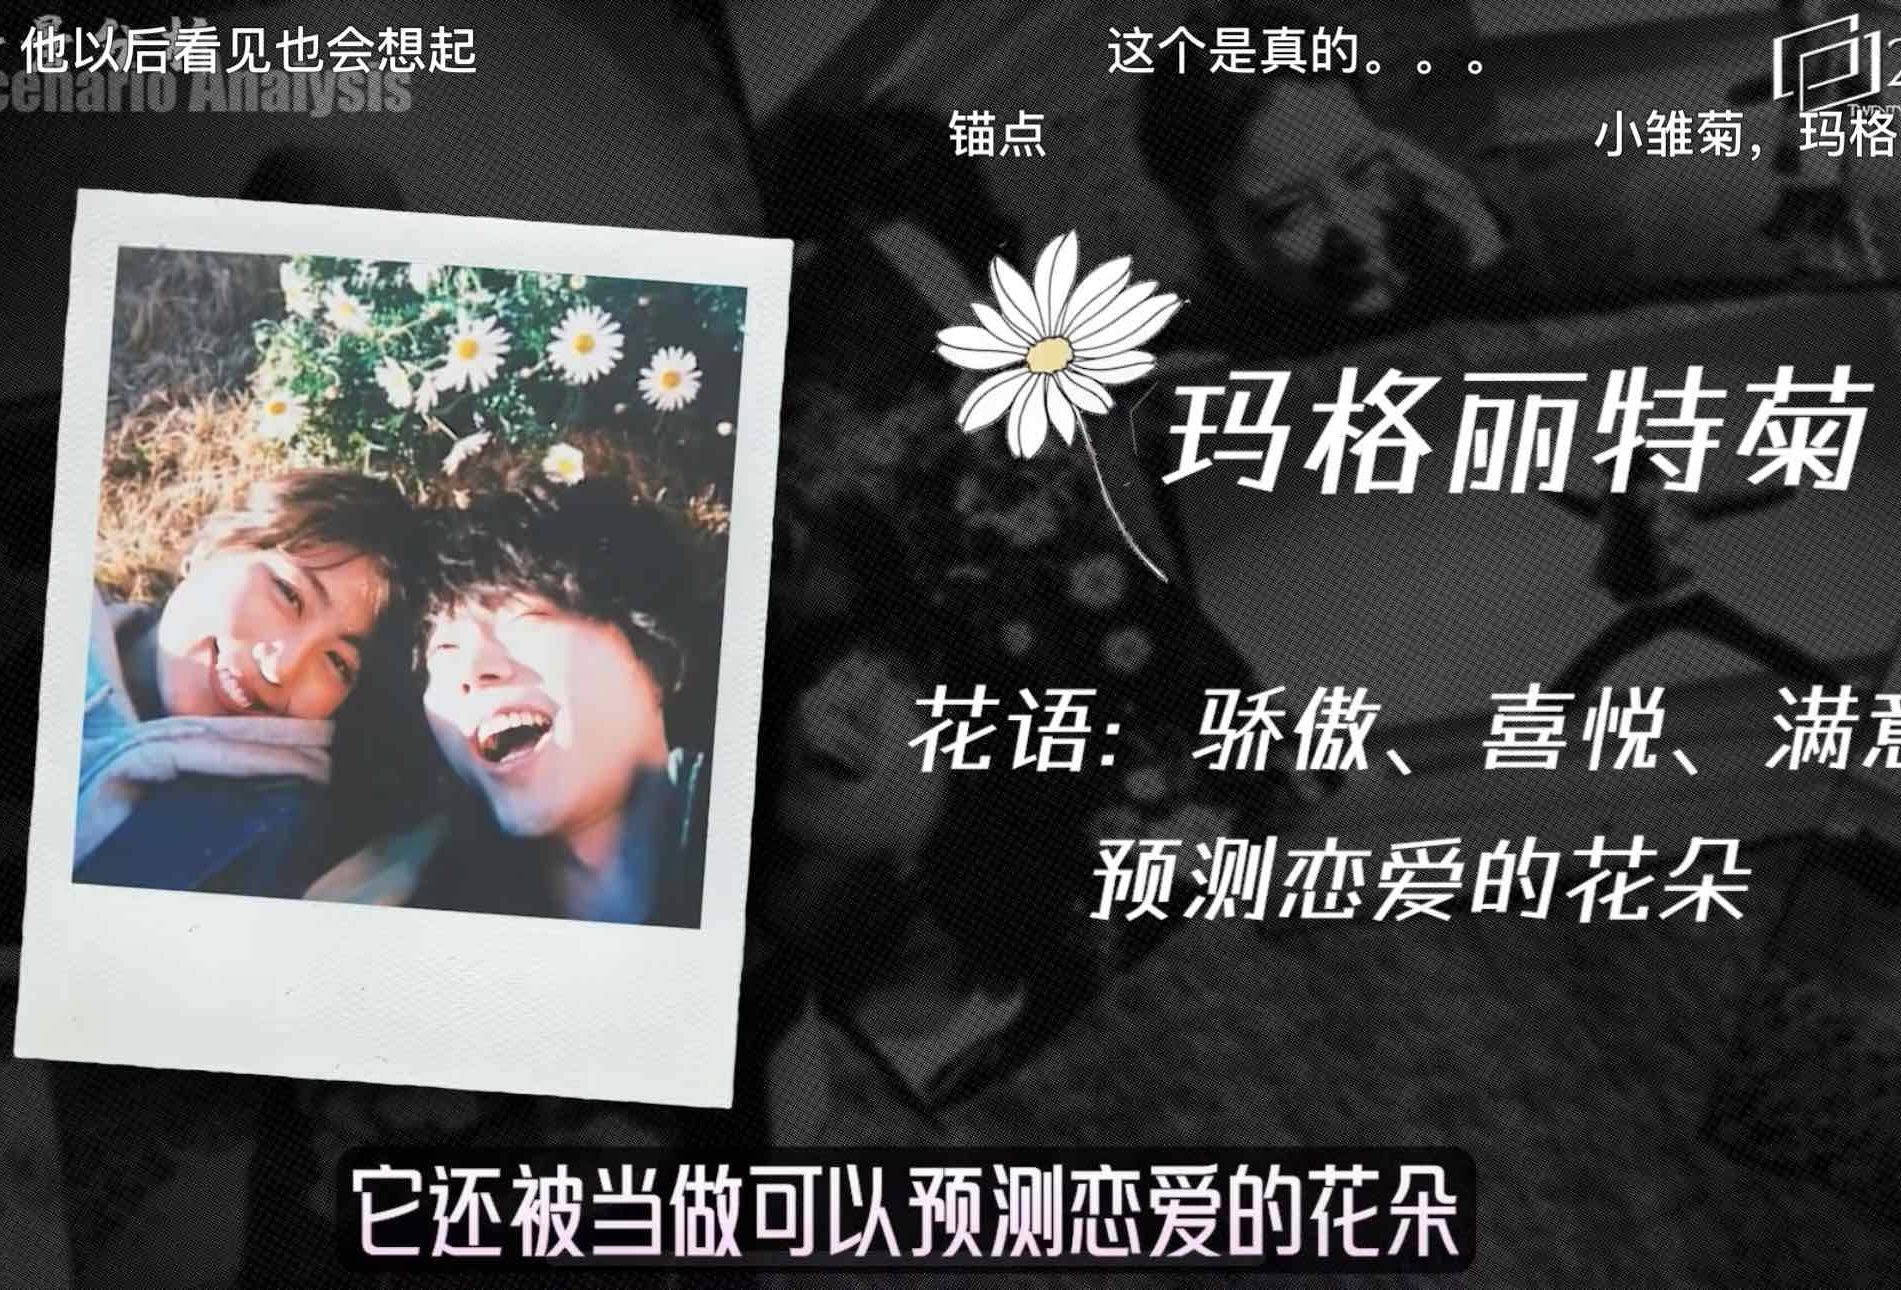 他以后看见也会想起
这个是真的。。。
cenario Analysis
锚点
小雏菊，玛格
玛格丽特菊
花语：骄傲、喜悦、满意
预测恋爱的花朵
它还被当做可以预测恋爱的花朵